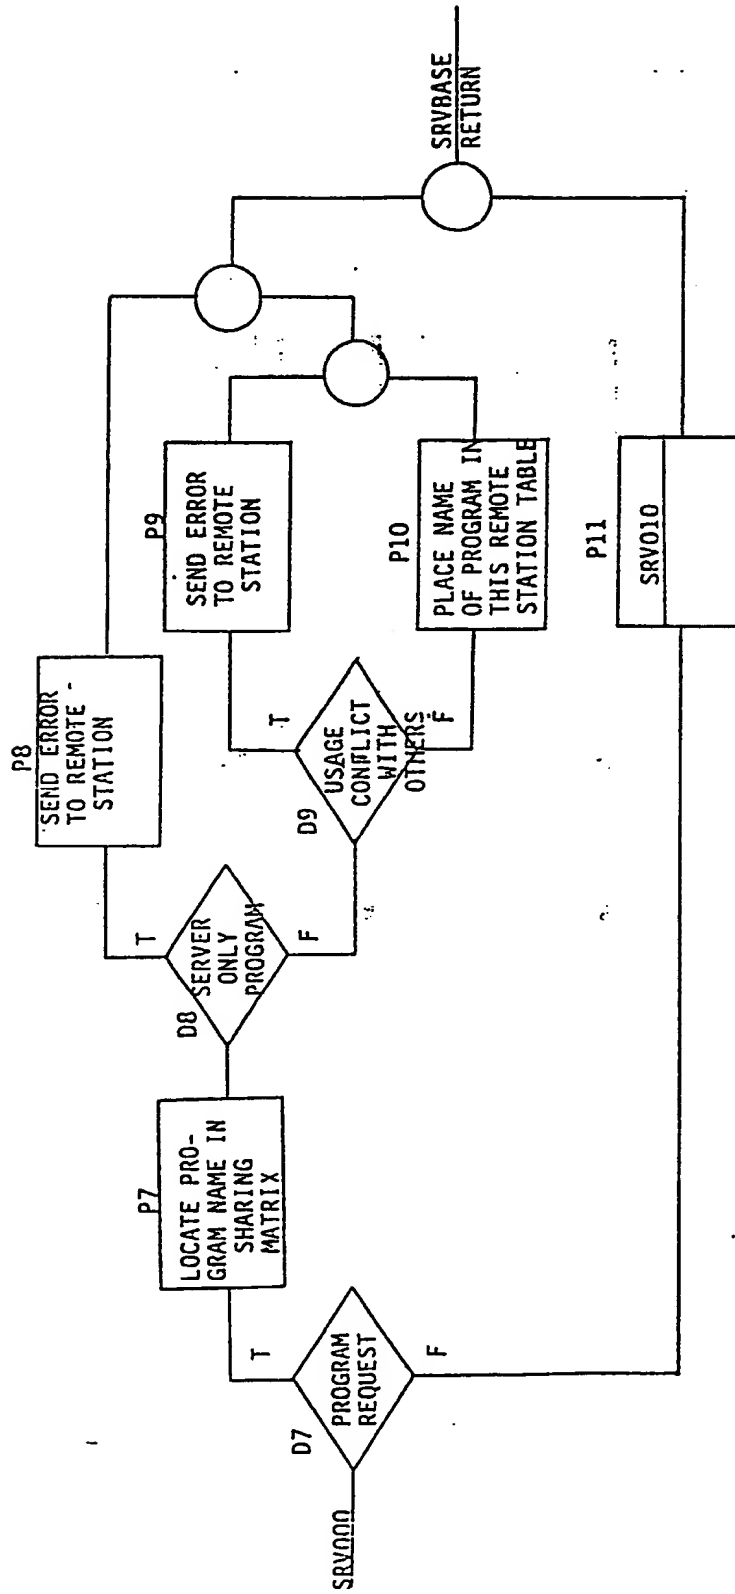 SRV000
D7
PROGRAM
REQUEST
T
F
P7
LOCATE PRO-
GRAM NAME IN
SHARING
MATRIX
D8
SERVER
ONLY
PROGRAM
T
F
P8
SEND ERROR
TO REMOTE
STATION
D9
USAGE
CONFLICT
WITH
OTHERS
T
F
P9
SEND ERROR
TO REMOTE
STATION
P10
PLACE NAME
OF PROGRAM IN
THIS REMOTE
STATION TABLE
P11
SRV010
SRVBASE
RETURN